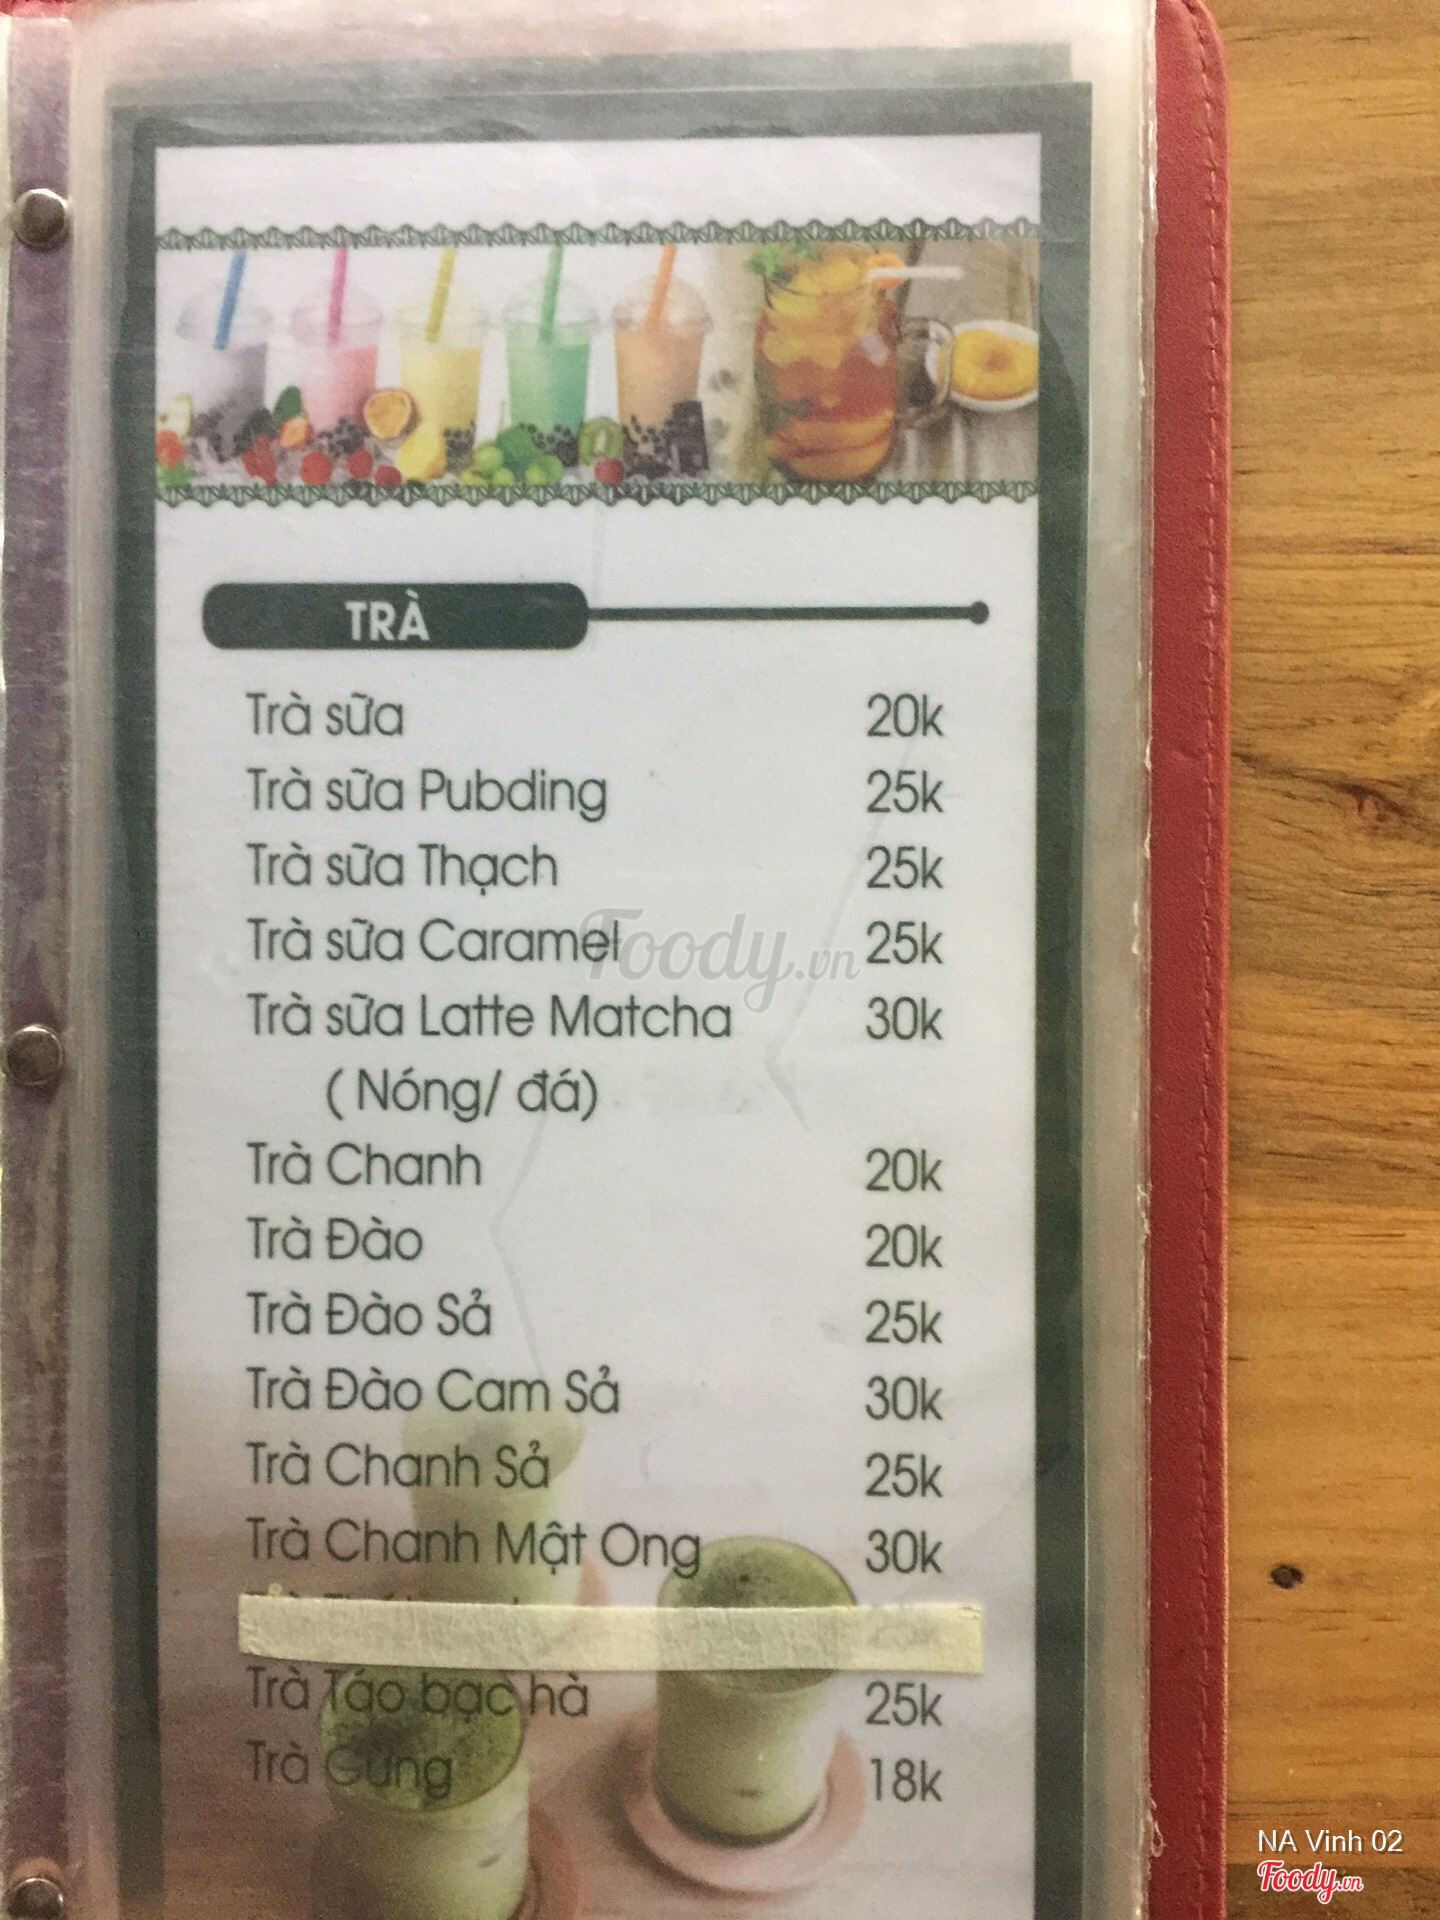 TRÀ
Trà sữa 20k
Trà sữa Pubding 25k
Trà sữa Thạch 25k
Trà sữa Caramel 25k
Foody.vn
Trà sữa Latte Matcha 30k
( Nóng/ đá)
Trà Chanh 20k
Trà Đào 20k
Trà Đào Sả 25k
Trà Đào Cam Sả 30k
Trà Chanh Sả 25k
Trà Chanh Mật Ong 30k
Trà Táo bạc hà 25k
Trà Gừng 18k
NA Vinh 02
Foody.vn